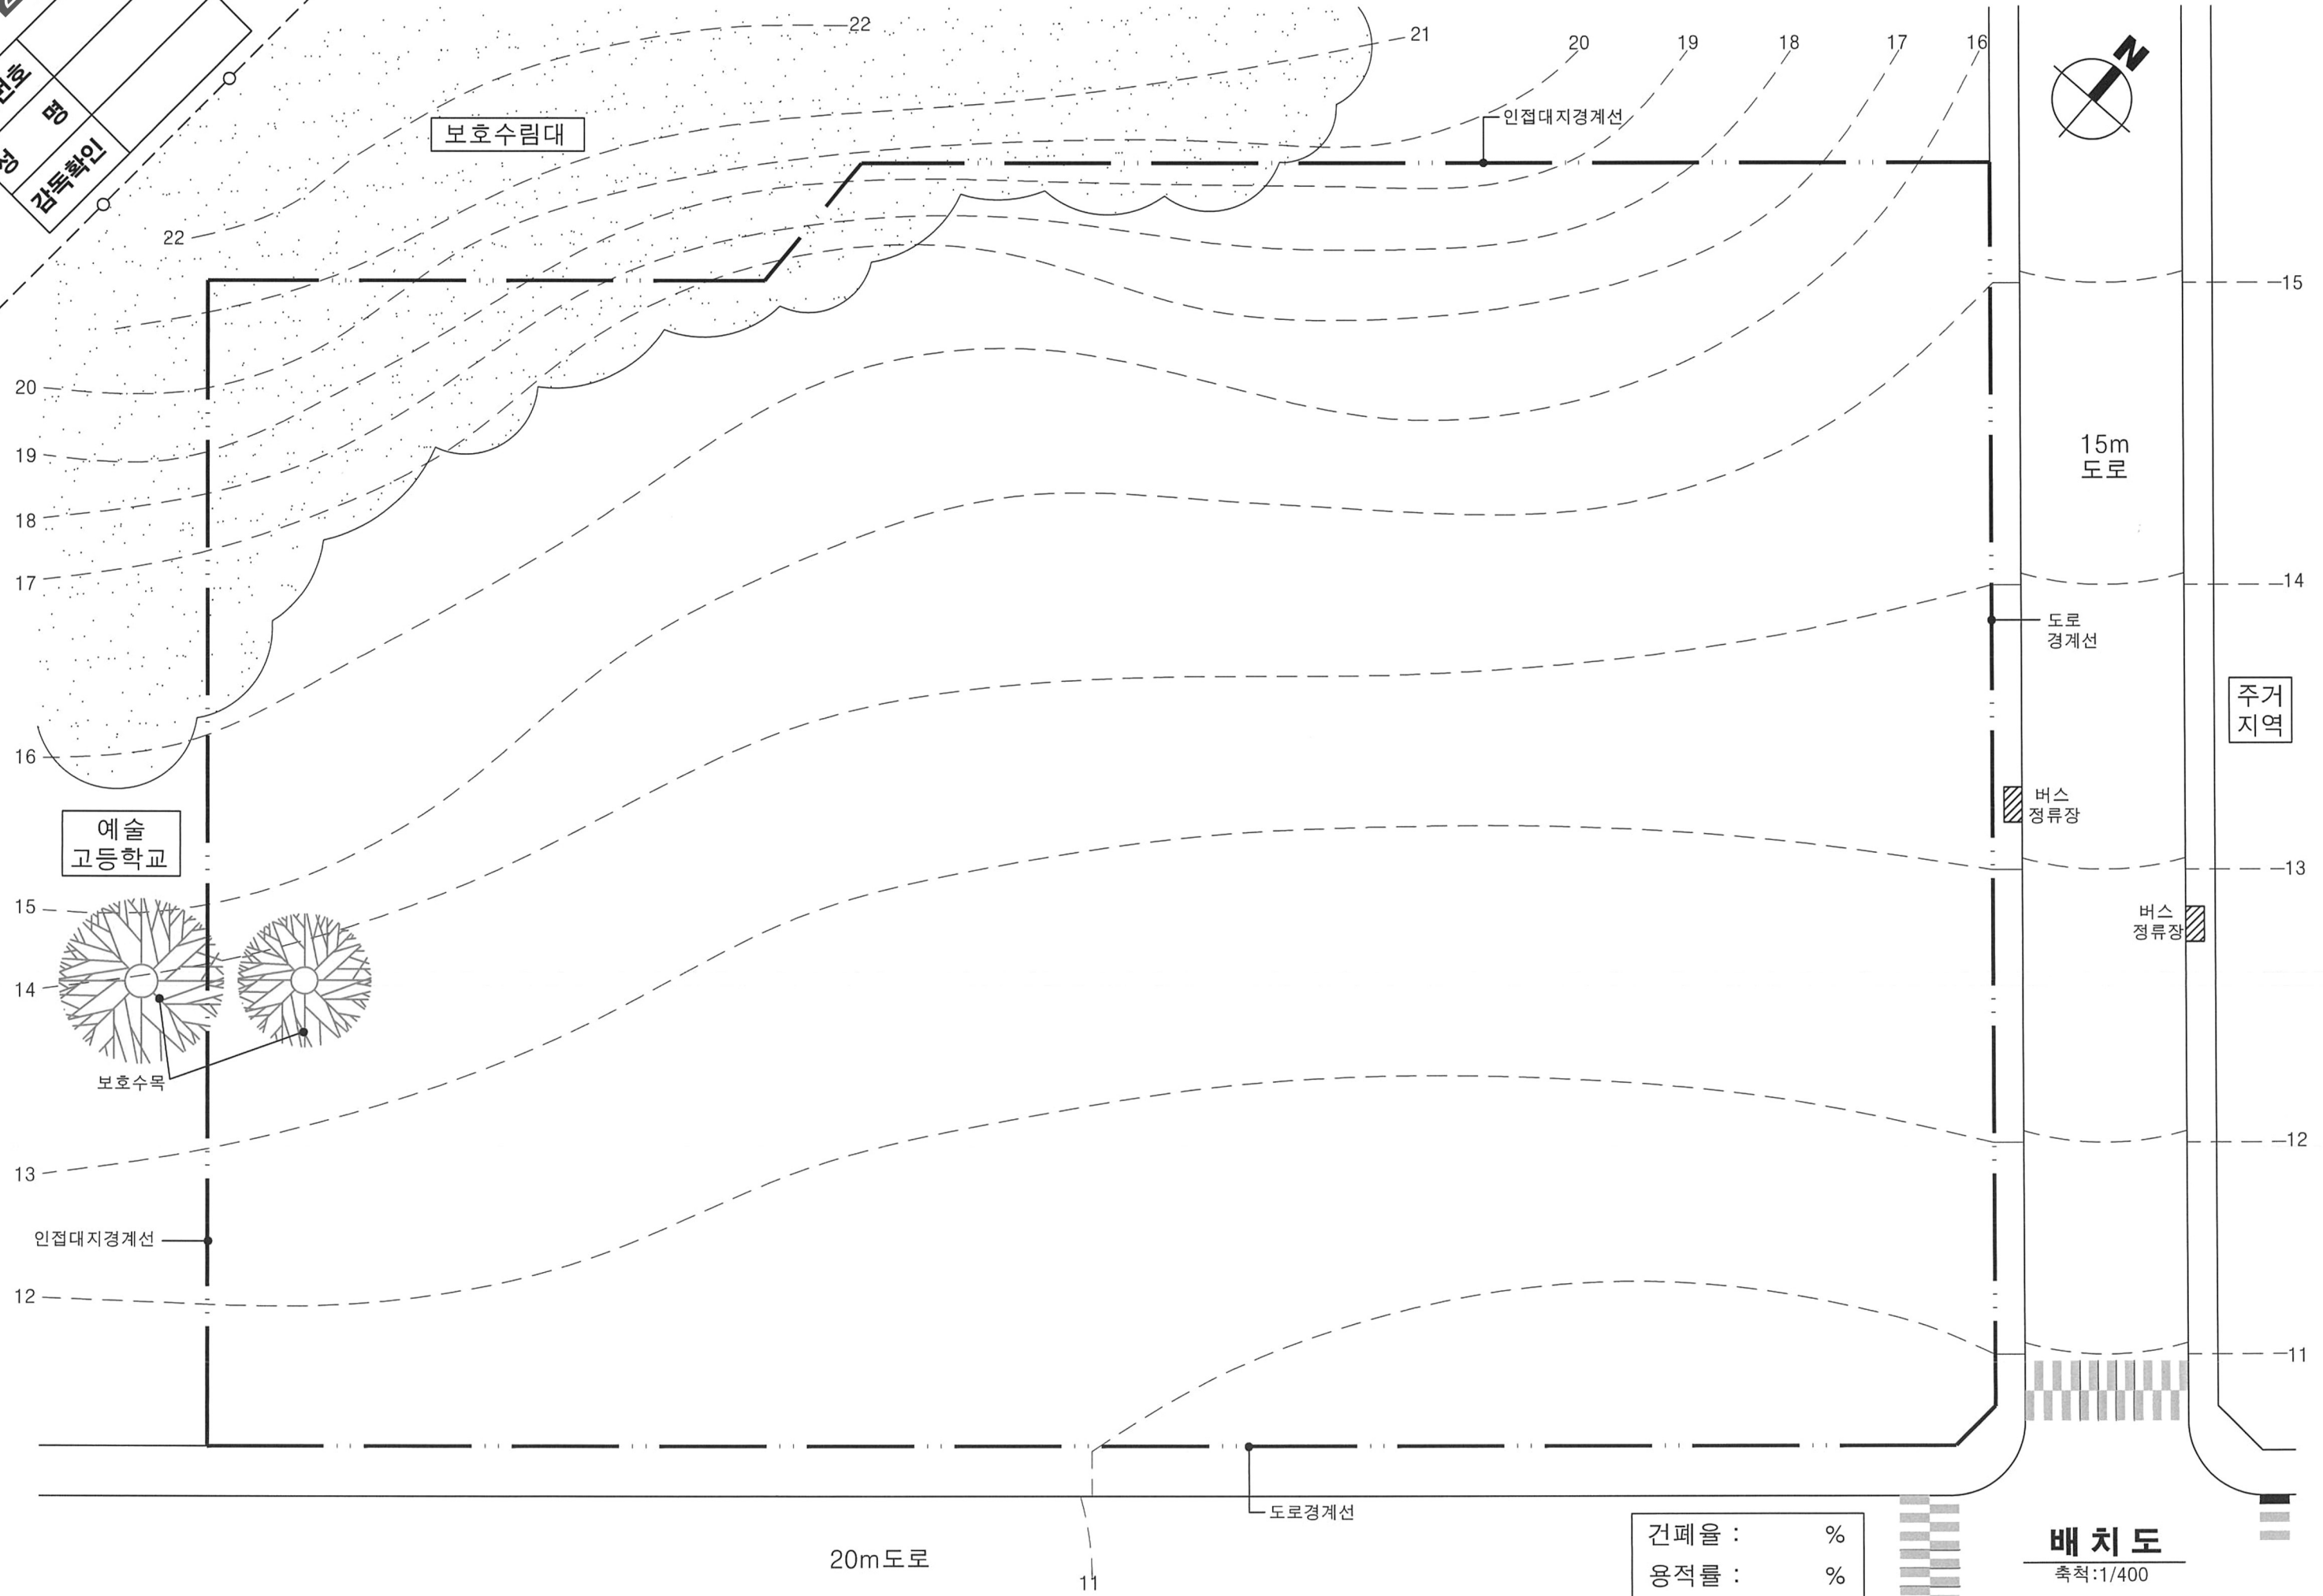 번호
명
성
감독확인
22
21
20
19
18
17
16
N
보호수림대
인접대지경계선
22
15
20
19
18
17
16
15m
도로
14
도로
경계선
주거
지역
버스
정류장
예술
고등학교
13
버스
정류장
15
14
보호수목
12
13
인접대지경계선
12
11
도로경계선
20m도로
11
건폐율 : %
용적률 : %
배치도
축척:1/400